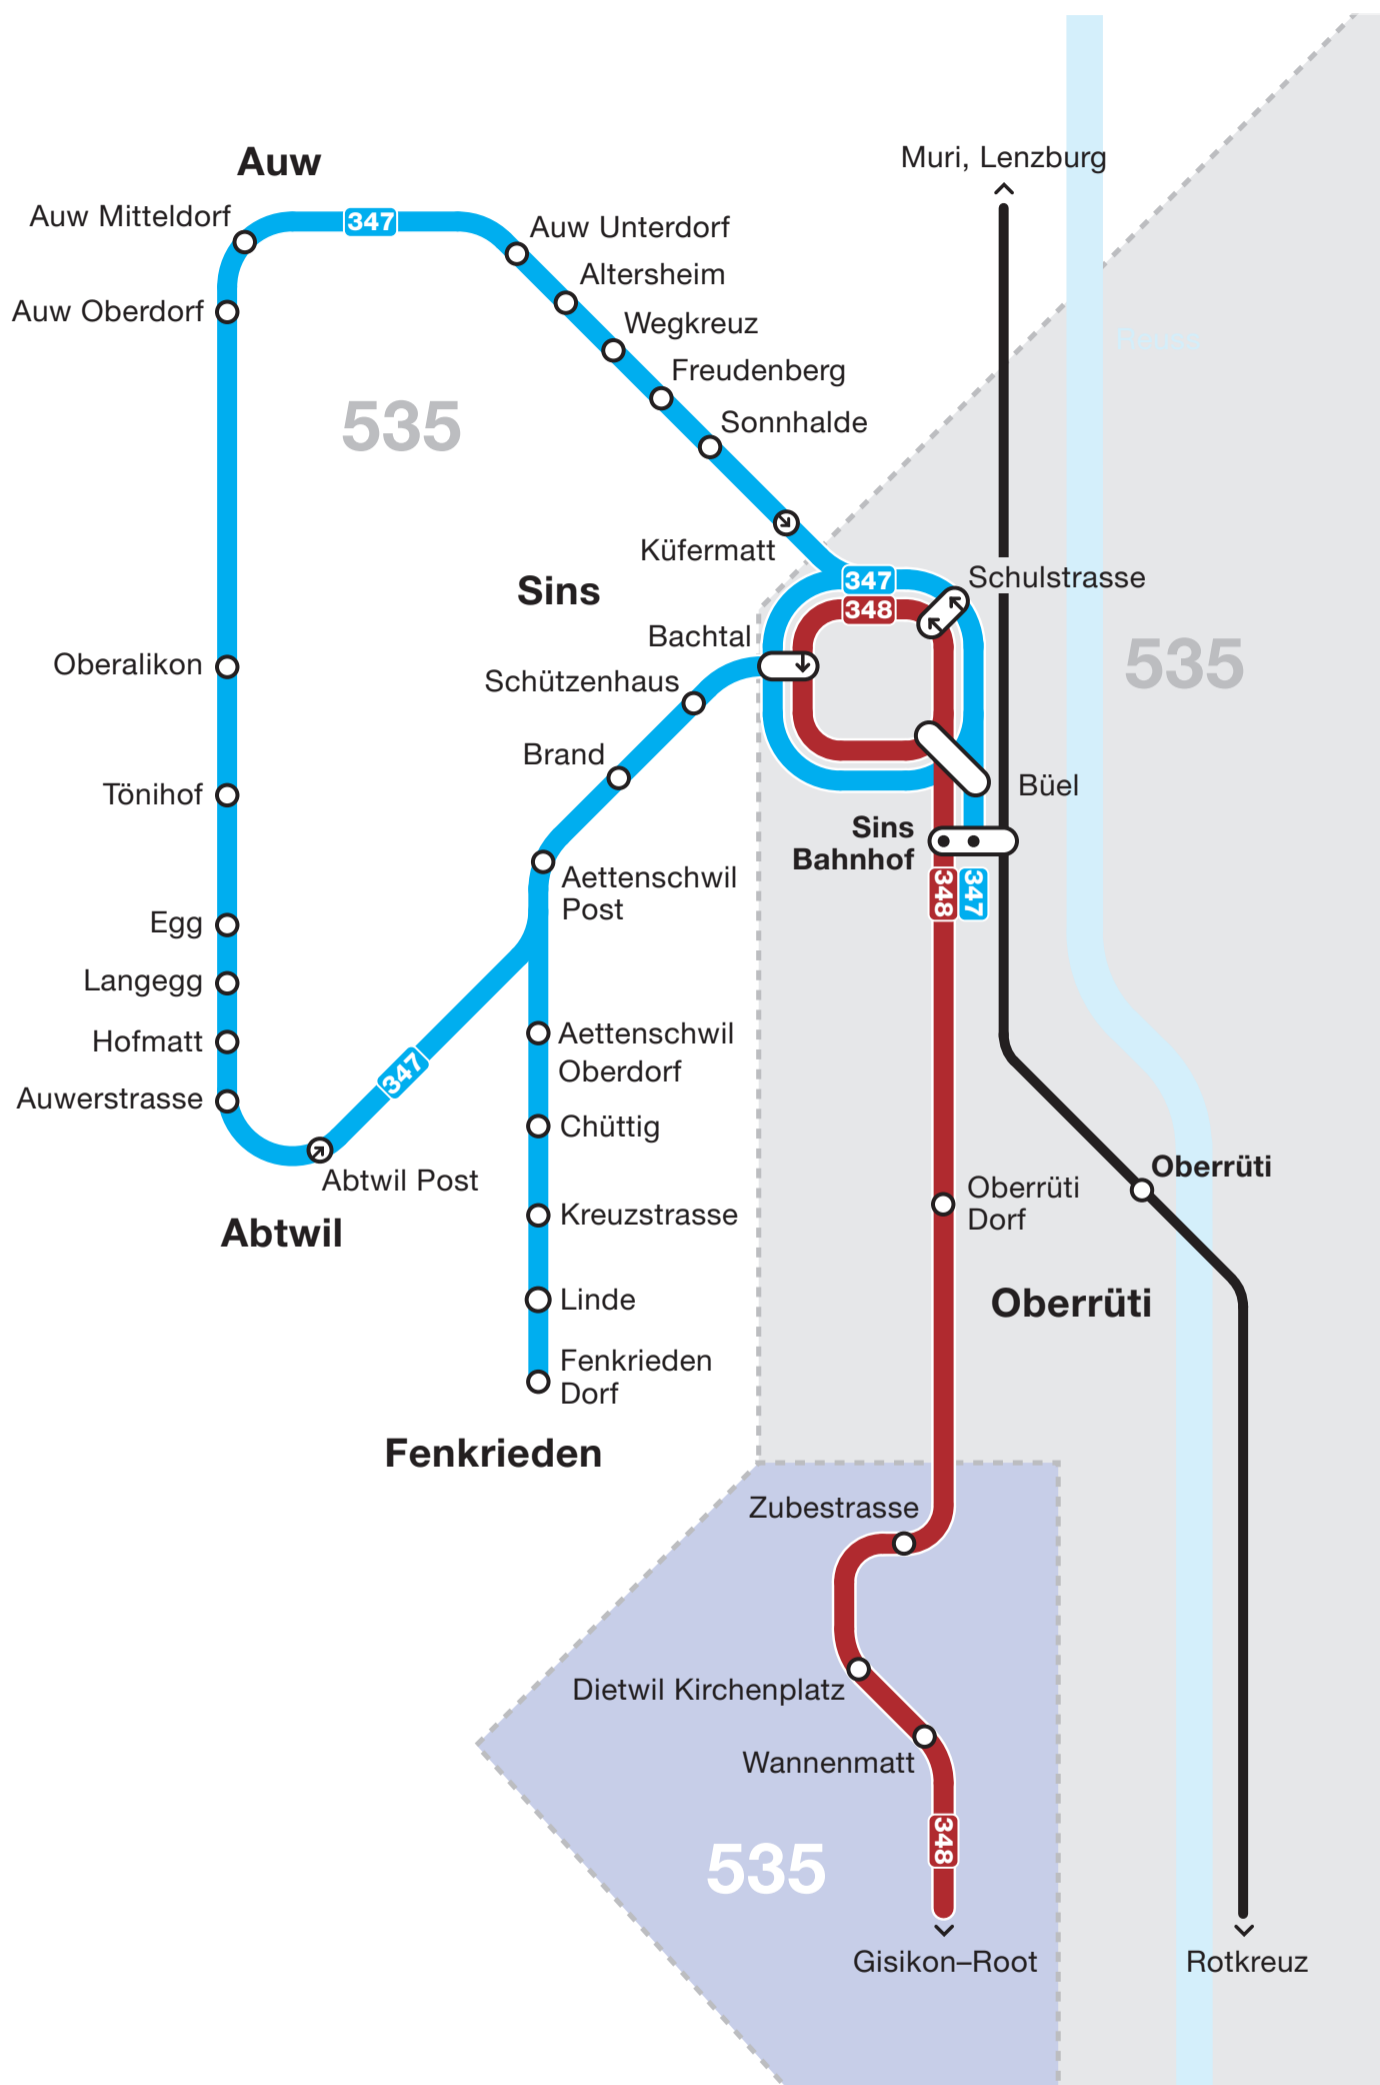 Muri, Lenzburg
Auw
Auw Mitteldorf
347
Auw Unterdorf
Altersheim
Auw Oberdorf
Wegkreuz
Reuss
Freudenberg
535
Sonnhalde
Küfermatt
Sins
347
348
Schulstrasse
Bachtal
Oberalikon
535
Schützenhaus
Brand
Büel
Tönihof
Sins
Bahnhof
348
347
Aettenschwil
Post
Egg
Langegg
Hofmatt
Aettenschwil
Oberdorf
347
Auwerstrasse
Chüttig
Abtwil Post
Abtwil
Kreuzstrasse
Oberrüti
Oberrüti
Dorf
Linde
Oberrüti
Fenkrieden
Dorf
Fenkrieden
Zubestrasse
Dietwil Kirchenplatz
Wannenmatt
348
535
Gisikon–Root
Rotkreuz